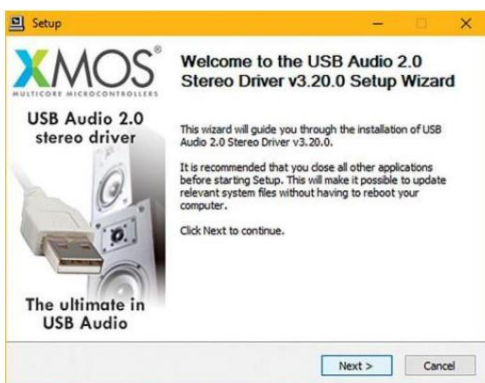 Setup
XMOS®
MULTICORE MICROCONTROLLERS
USB Audio 2.0
stereo driver
The ultimate in
USB Audio
Welcome to the USB Audio 2.0
Stereo Driver v3.20.0 Setup Wizard
This wizard will guide you through the installation of USB
Audio 2.0 Stereo Driver v3.20.0.
It is recommended that you close all other applications
before starting Setup. This will make it possible to update
relevant system files without having to reboot your
computer.
Click Next to continue.
Next >
Cancel